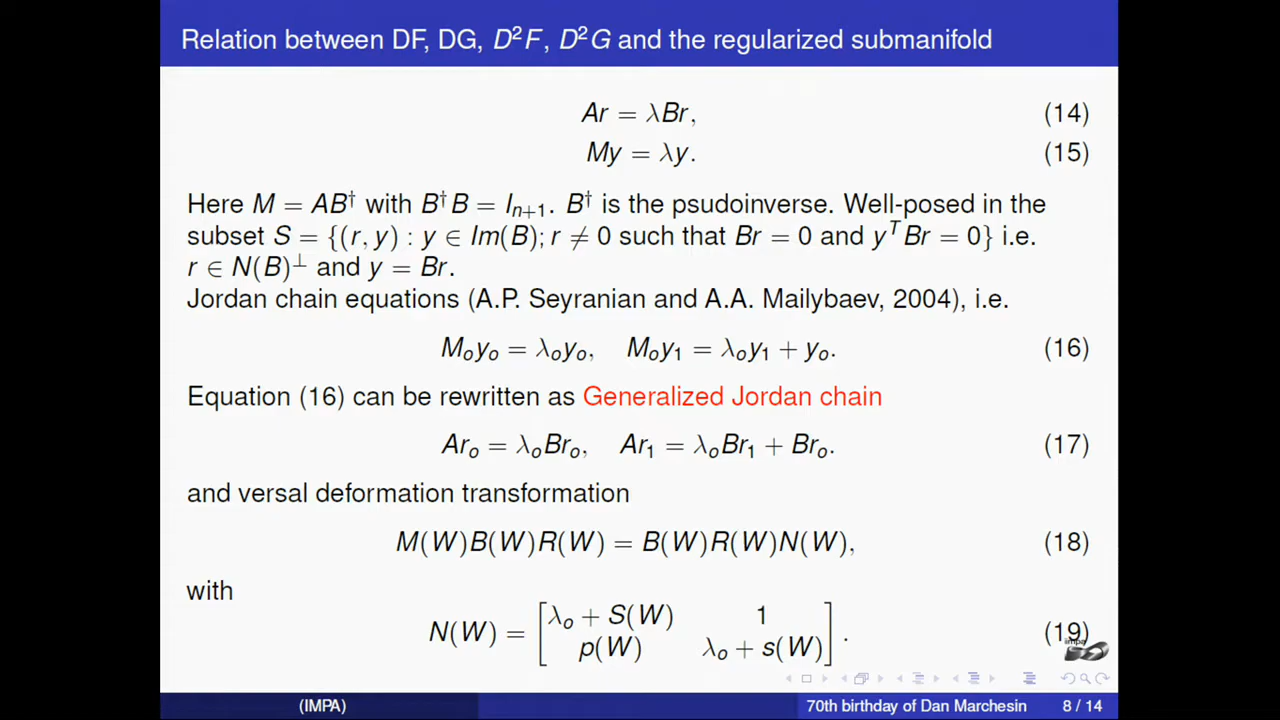 Relation between DF, DG, D²F, D²G and the regularized submanifold
Ar = λBr, (14)
My = λy. (15)
Here M = AB† with B†B = Iₙ₊₁. B† is the psudoinverse. Well-posed in the
subset S = {(r, y) : y ∈ Im(B); r ≠ 0 such that Br = 0 and yᵀBr = 0} i.e.
r ∈ N(B)⊥ and y = Br.
Jordan chain equations (A.P. Seyranian and A.A. Mailybaev, 2004), i.e.
Mₒyₒ = λₒyₒ, Mₒy₁ = λₒy₁ + yₒ. (16)
Equation (16) can be rewritten as Generalized Jordan chain
Arₒ = λₒBrₒ, Ar₁ = λₒBr₁ + Brₒ. (17)
and versal deformation transformation
M(W)B(W)R(W) = B(W)R(W)N(W), (18)
with
N(W) = [λₒ + S(W) 1
p(W) λₒ + s(W)]. (19)
impa
(IMPA) 70th birthday of Dan Marchesin 8 / 14